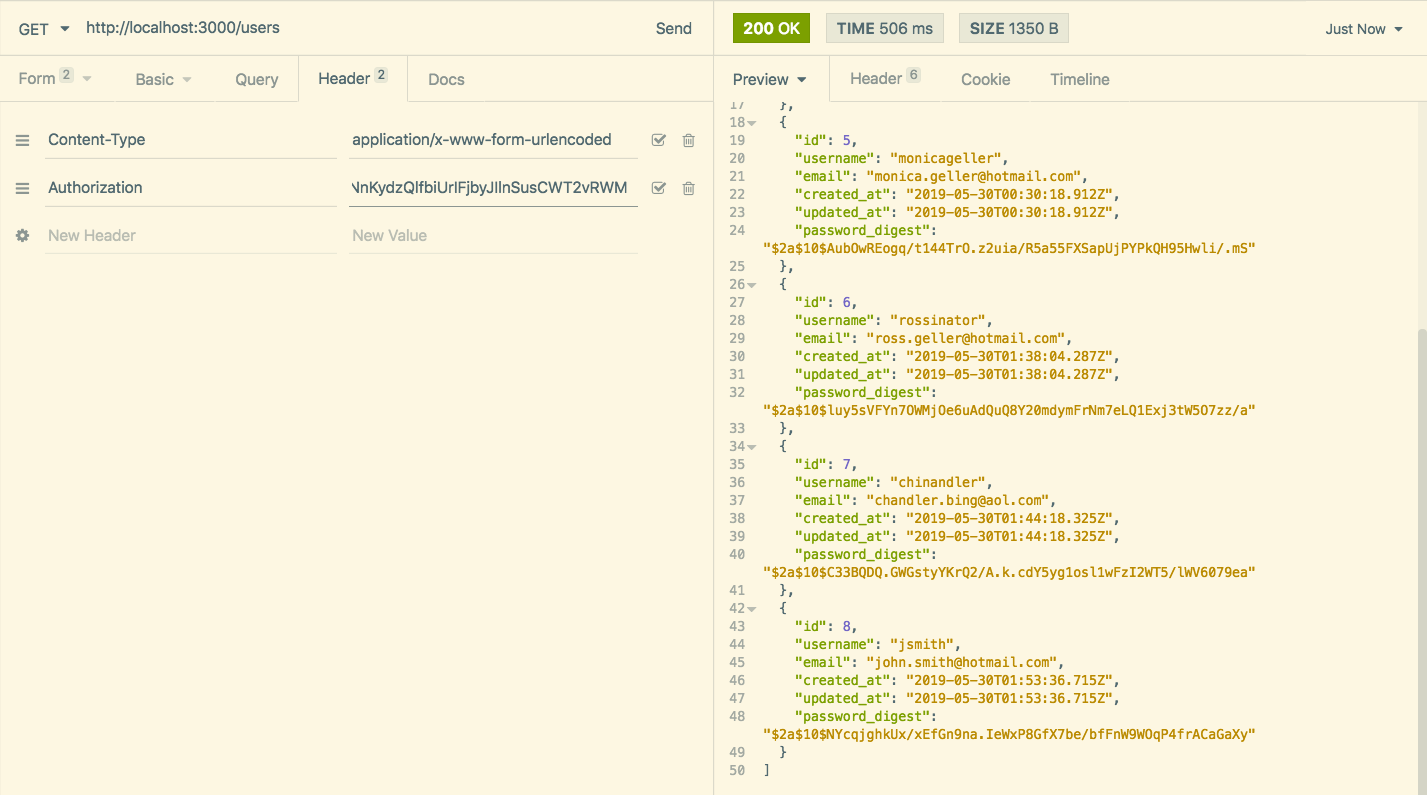 GET http://localhost:3000/users Send
Form 2 Basic Query Header 2 Docs
Content-Type application/x-www-form-urlencoded
Authorization NnKydzQlfbiUrlFjbyJllnSusCWT2vRWM
New Header New Value
200 OK TIME 506 ms SIZE 1350 B Just Now
Preview Header 6 Cookie Timeline
17 },
18 {
19 "id": 5,
20 "username": "monicageller",
21 "email": "monica.geller@hotmail.com",
22 "created_at": "2019-05-30T00:30:18.912Z",
23 "updated_at": "2019-05-30T00:30:18.912Z",
24 "password_digest":
"$2a$10$AubOwREogq/t144TrO.z2uia/R5a55FXSapUjPYPkQH95Hwli/.mS"
25 },
26 {
27 "id": 6,
28 "username": "rossinator",
29 "email": "ross.geller@hotmail.com",
30 "created_at": "2019-05-30T01:38:04.287Z",
31 "updated_at": "2019-05-30T01:38:04.287Z",
32 "password_digest":
"$2a$10$luy5sVFYn7OWMjOe6uAdQuQ8Y20mdymFrNm7eLQ1Exj3tW5O7zz/a"
33 },
34 {
35 "id": 7,
36 "username": "chinandler",
37 "email": "chandler.bing@aol.com",
38 "created_at": "2019-05-30T01:44:18.325Z",
39 "updated_at": "2019-05-30T01:44:18.325Z",
40 "password_digest":
"$2a$10$C33BQDQ.GWGstyYKrQ2/A.k.cdY5yg1osl1wFzI2WT5/lWV6079ea"
41 },
42 {
43 "id": 8,
44 "username": "jsmith",
45 "email": "john.smith@hotmail.com",
46 "created_at": "2019-05-30T01:53:36.715Z",
47 "updated_at": "2019-05-30T01:53:36.715Z",
48 "password_digest":
"$2a$10$NYcqjghkUx/xEfGn9na.IeWxP8GfX7be/bfFnW9WOqP4frACaGaXy"
49 }
50 ]